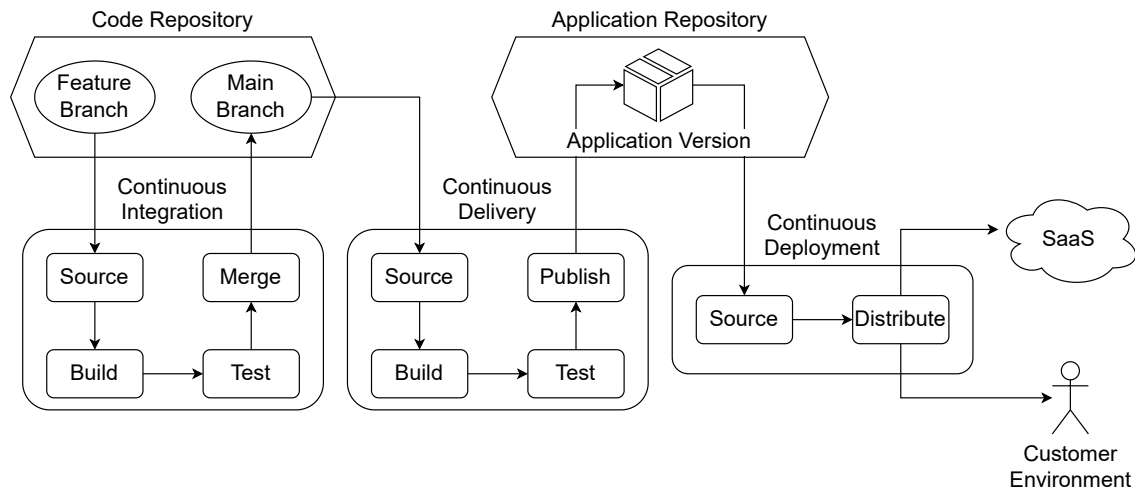 Code Repository
Application Repository
Feature
Branch
Main
Branch
Application Version
Continuous
Integration
Continuous
Delivery
Continuous
Deployment
SaaS
Source
Merge
Build
Test
Source
Publish
Build
Test
Source
Distribute
Customer
Environment